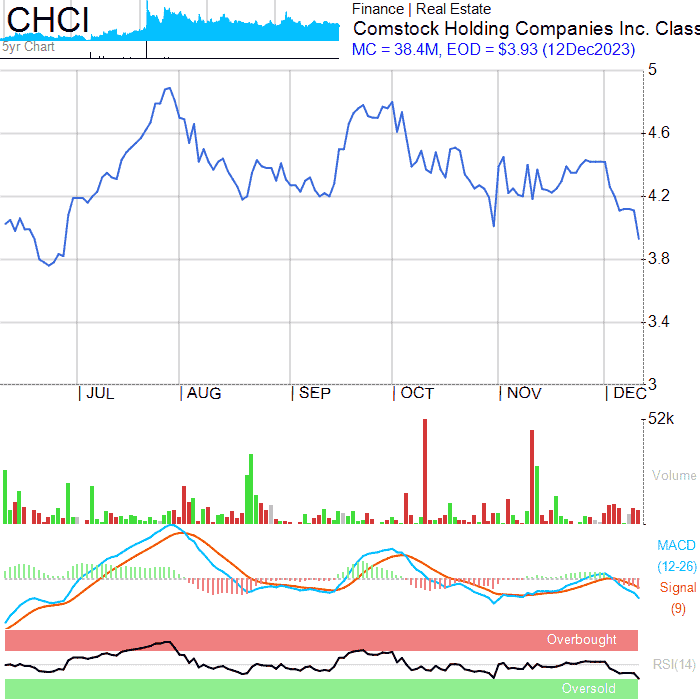 CHCI
5yr Chart
Finance | Real Estate
Comstock Holding Companies Inc. Class
MC = 38.4M, EOD = $3.93 (12Dec2023)
5
4.6
4.2
3.8
3.4
3
| JUL | AUG | SEP | OCT | NOV | DEC
52k
Volume
MACD
(12-26)
Signal
(9)
Overbought
RSI(14)
Oversold